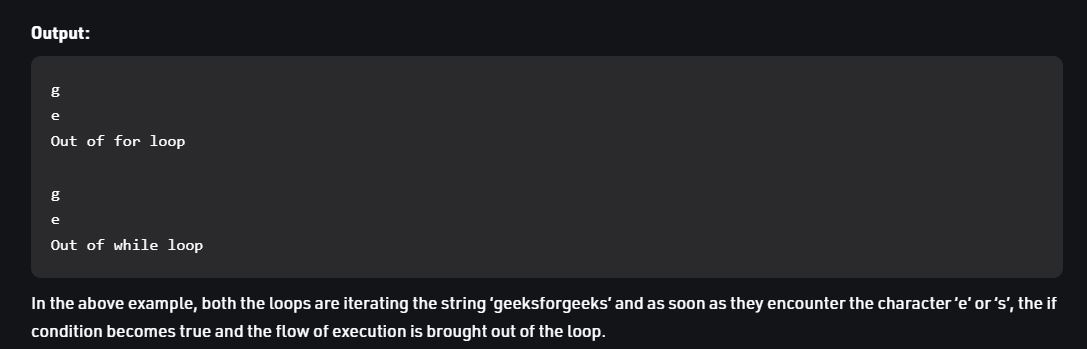 Output:
g
e
Out of for loop
g
e
Out of while loop
In the above example, both the loops are iterating the string ‘geeksforgeeks‘ and as soon as they encounter the character ‘e’ or ‘s’, the if
condition becomes true and the flow of execution is brought out of the loop.